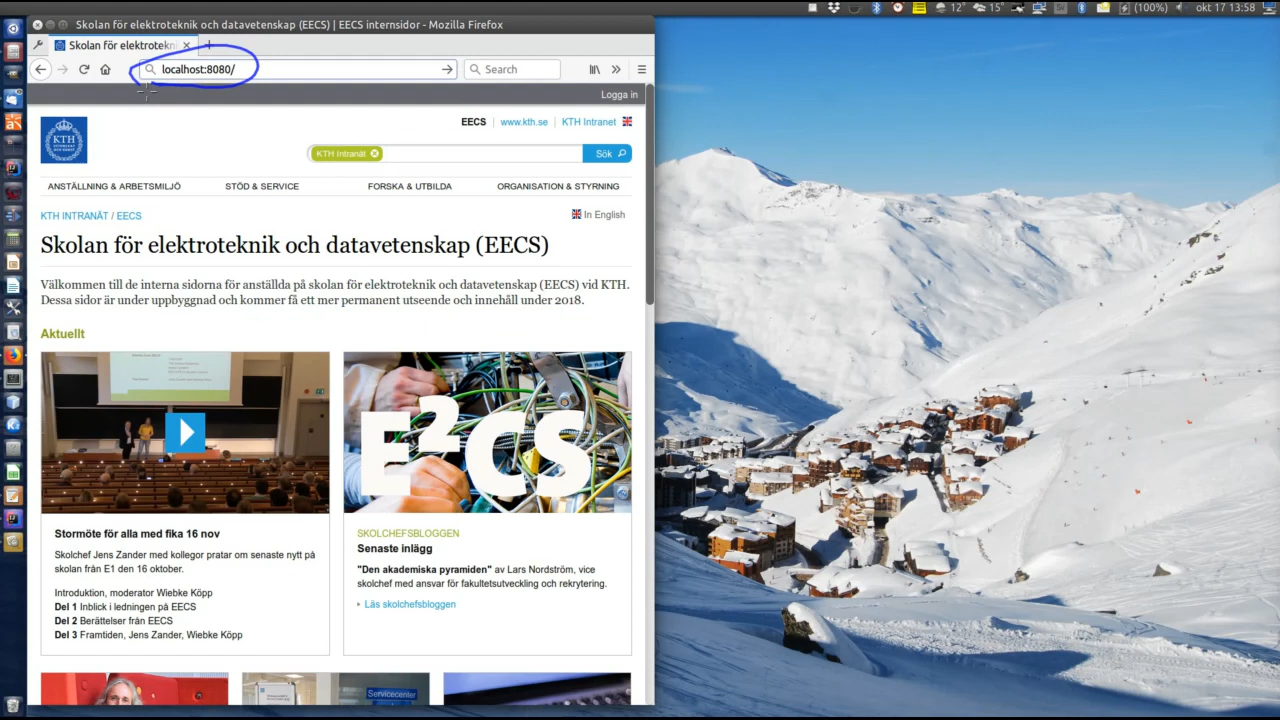 Skolan för elektroteknik och datavetenskap (EECS) | EECS internsidor - Mozilla Firefox
12° 15° (100%) okt 17 13:58
Skolan för elektrotekni
localhost:8080/
Search
Logga in
KTH
EECS | www.kth.se | KTH Intranet
KTH Intranät
Sök
ANSTÄLLNING & ARBETSMILJÖ STÖD & SERVICE FORSKA & UTBILDA ORGANISATION & STYRNING
KTH INTRANÄT / EECS
In English
Skolan för elektroteknik och datavetenskap (EECS)
Välkommen till de interna sidorna för anställda på skolan för elektroteknik och datavetenskap (EECS) vid KTH.
Dessa sidor är under uppbyggnad och kommer få ett mer permanent utseende och innehåll under 2018.
Aktuellt
E²CS
Stormöte för alla med fika 16 nov
Skolchef Jens Zander med kollegor pratar om senaste nytt på
skolan från E1 den 16 oktober.
Introduktion, moderator Wiebke Köpp
Del 1 Inblick i ledningen på EECS
Del 2 Berättelser från EECS
Del 3 Framtiden, Jens Zander, Wiebke Köpp
SKOLCHEFSBLOGGEN
Senaste inlägg
"Den akademiska pyramiden" av Lars Nordström, vice
skolchef med ansvar för fakultetsutveckling och rekrytering.
Läs skolchefsbloggen
Servicecenter